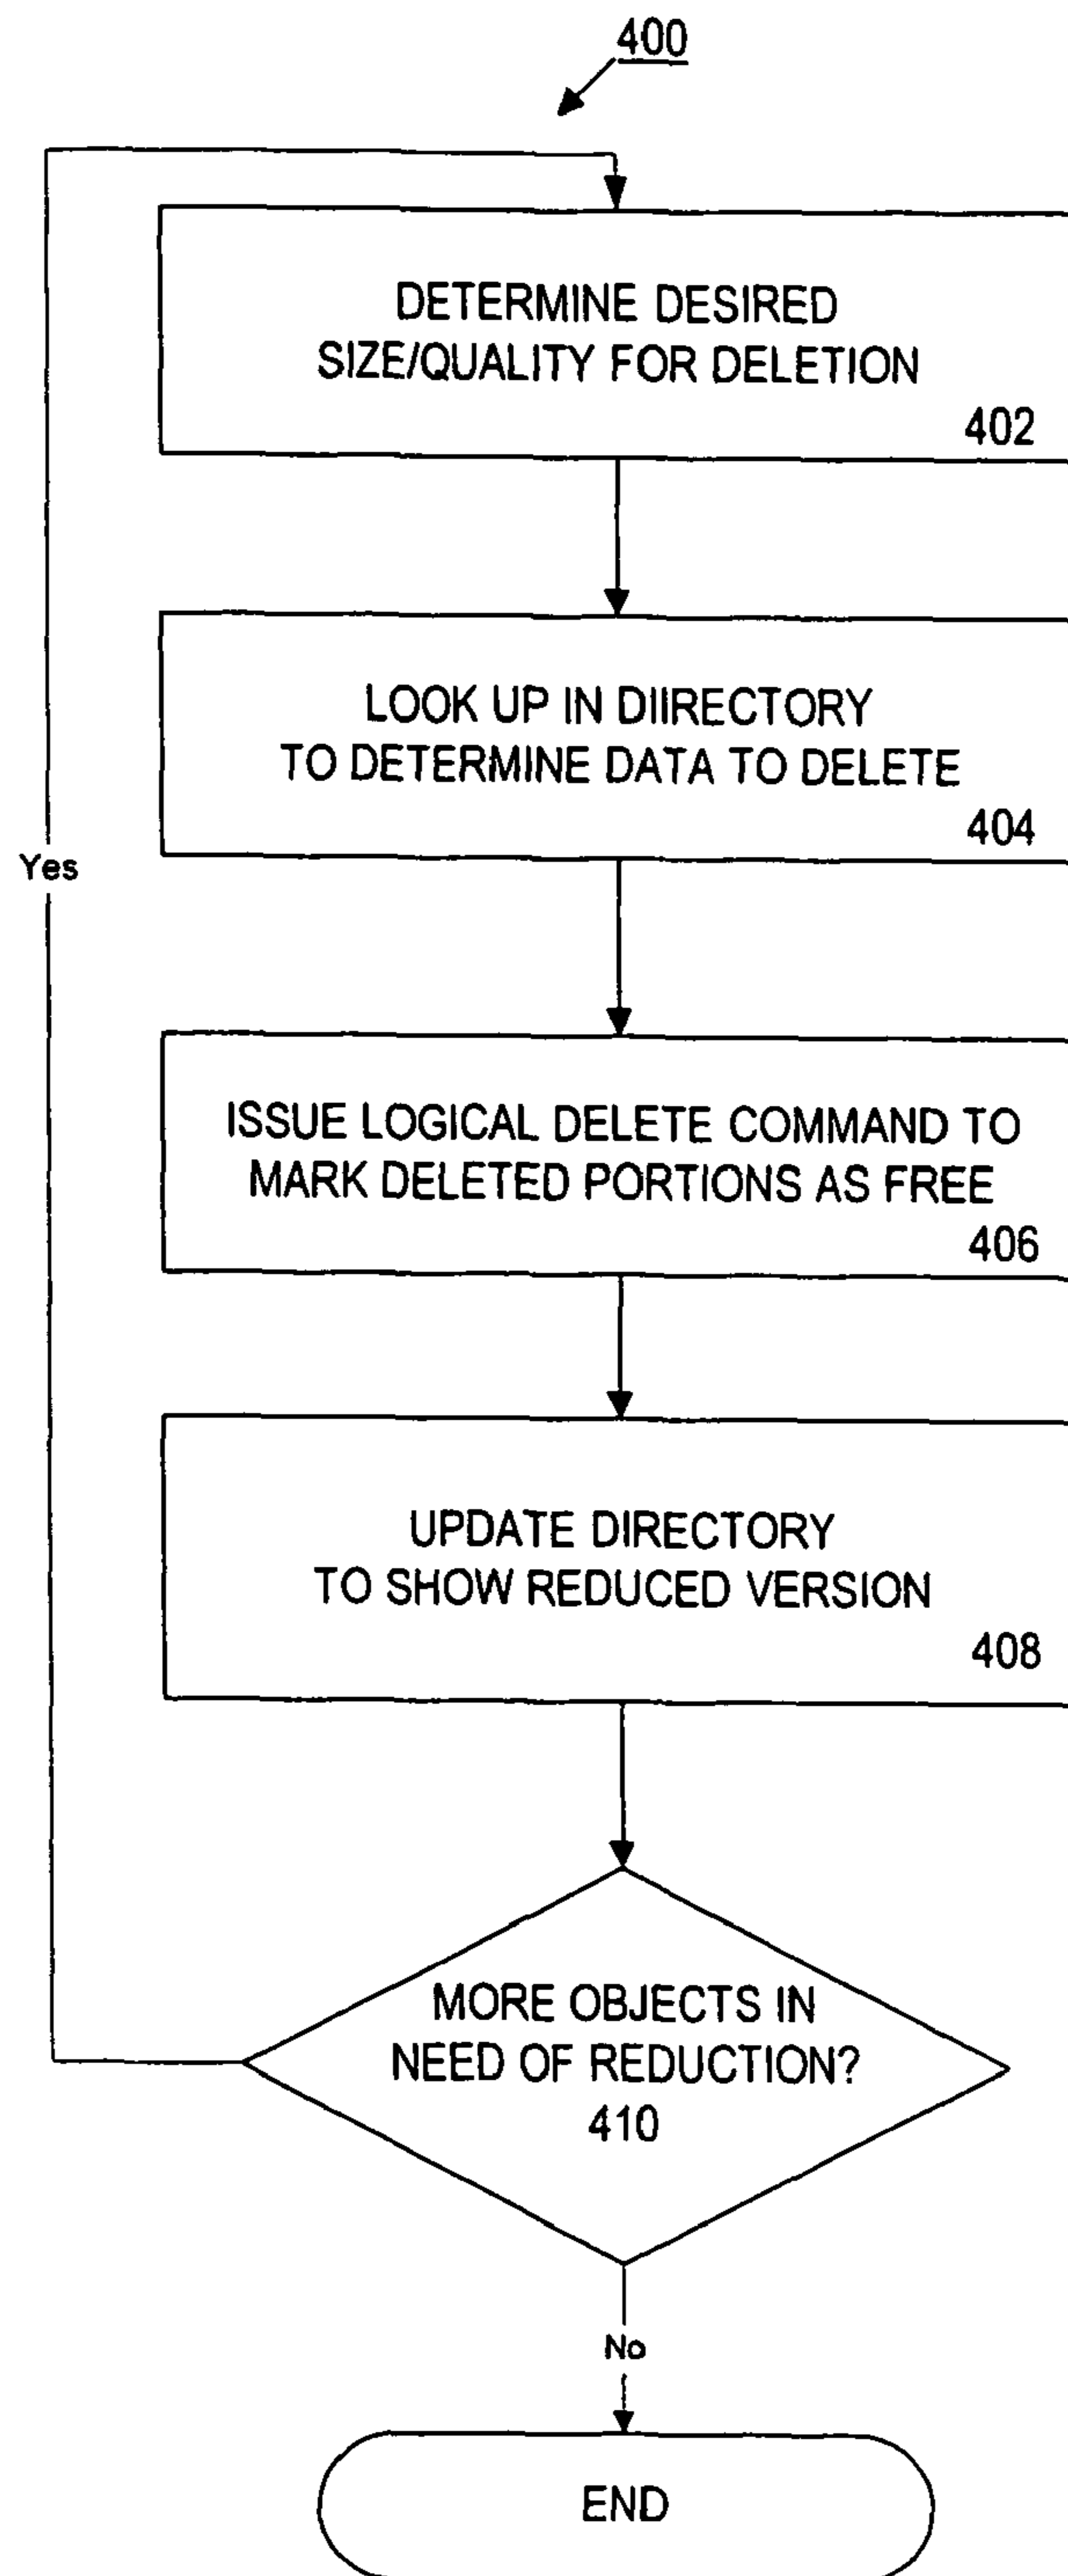 400
DETERMINE DESIRED
SIZE/QUALITY FOR DELETION
402
LOOK UP IN DIIRECTORY
TO DETERMINE DATA TO DELETE
404
Yes
ISSUE LOGICAL DELETE COMMAND TO
MARK DELETED PORTIONS AS FREE
406
UPDATE DIRECTORY
TO SHOW REDUCED VERSION
408
MORE OBJECTS IN
NEED OF REDUCTION?
410
No
END